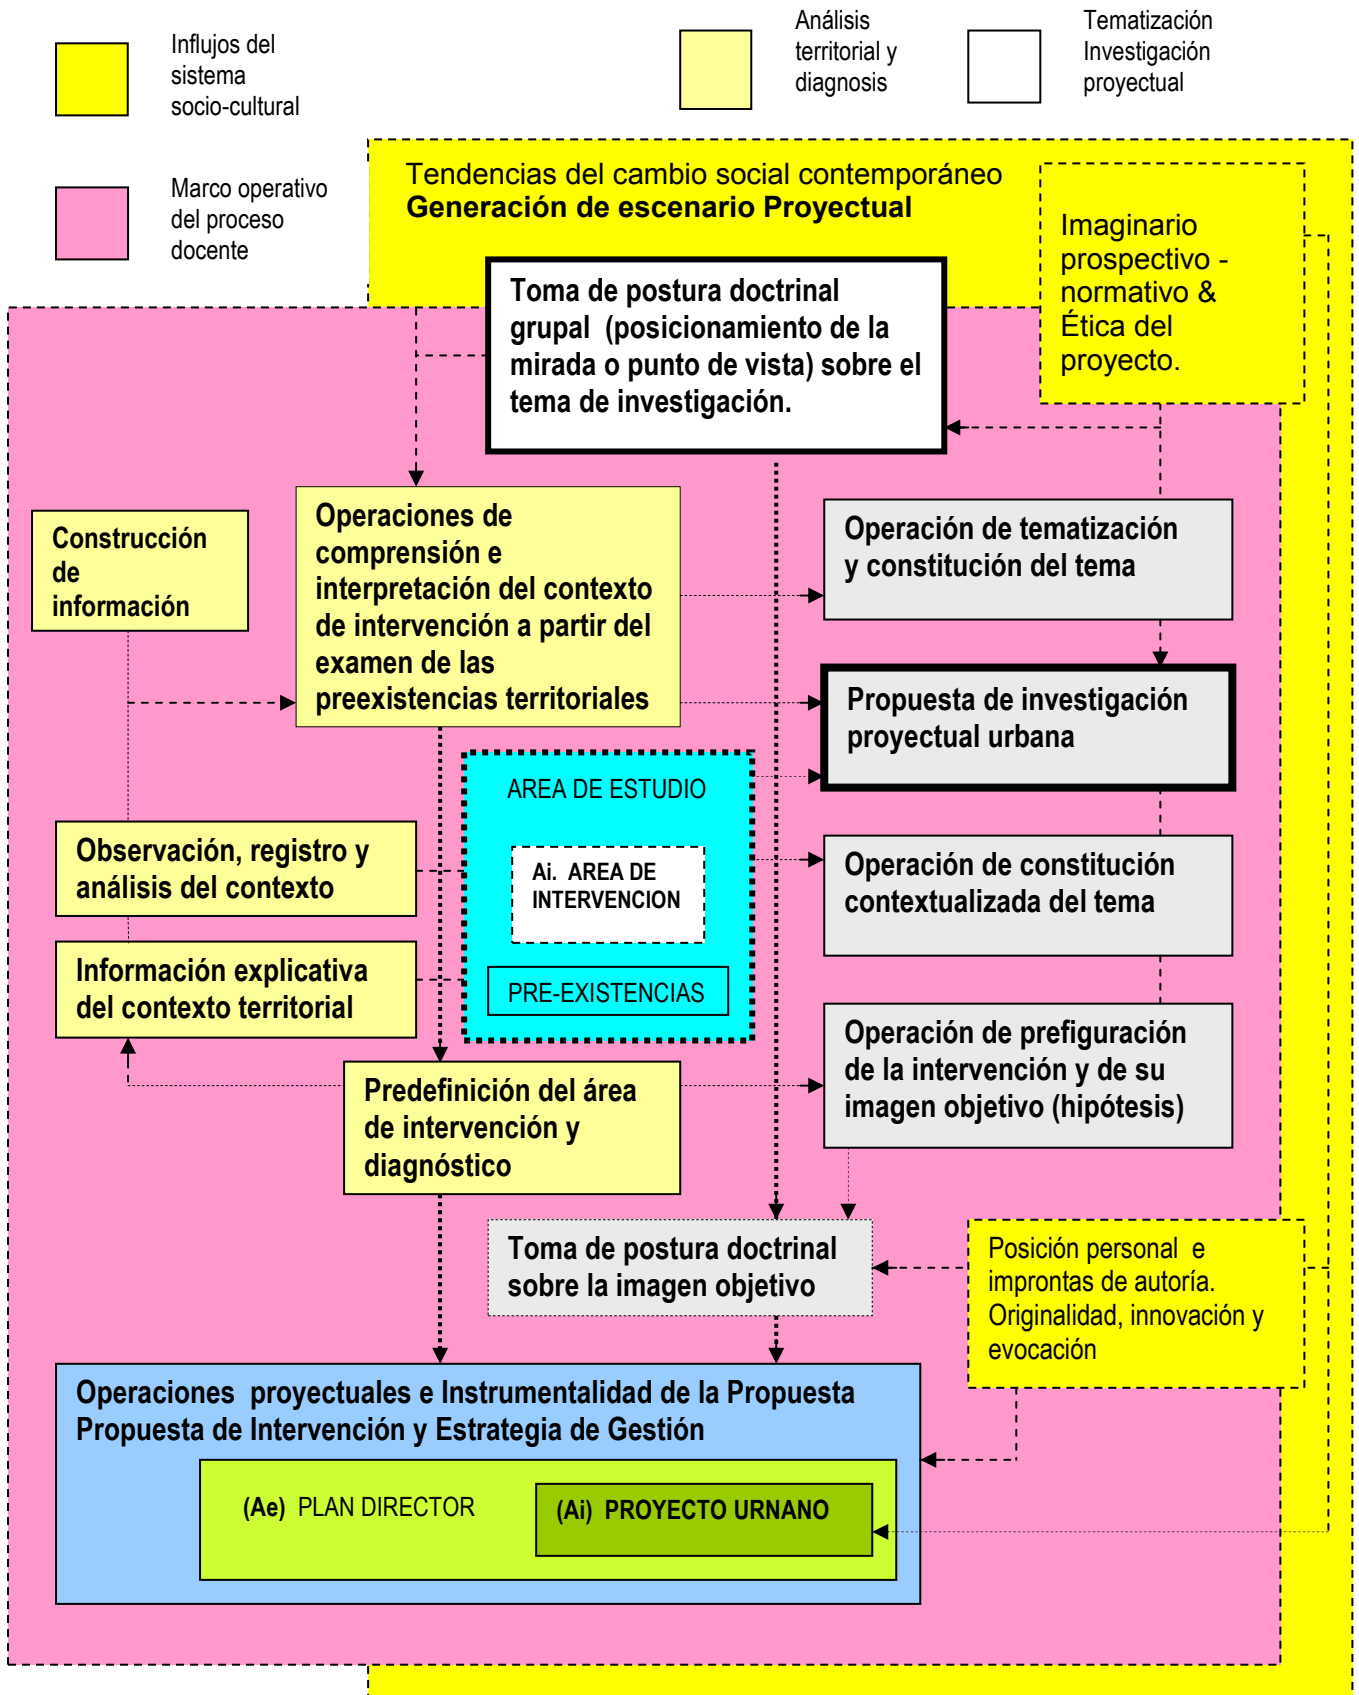 Influjos del
sistema
socio-cultural
Análisis
territorial y
diagnosis
Tematización
Investigación
proyectual
Marco operativo
del proceso
docente
Tendencias del cambio social contemporáneo
Generación de escenario Proyectual
Imaginario
prospectivo -
normativo &
Ética del
proyecto.
Toma de postura doctrinal
grupal (posicionamiento de la
mirada o punto de vista) sobre el
tema de investigación.
Construcción
de
información
Operaciones de
comprensión e
interpretación del contexto
de intervención a partir del
examen de las
preexistencias territoriales
Operación de tematización
y constitución del tema
Propuesta de investigación
proyectual urbana
AREA DE ESTUDIO
Ai. AREA DE
INTERVENCION
PRE-EXISTENCIAS
Observación, registro y
análisis del contexto
Operación de constitución
contextualizada del tema
Información explicativa
del contexto territorial
Operación de prefiguración
de la intervención y de su
imagen objetivo (hipótesis)
Predefinición del área
de intervención y
diagnóstico
Toma de postura doctrinal
sobre la imagen objetivo
Posición personal e
improntas de autoría.
Originalidad, innovación y
evocación
Operaciones proyectuales e Instrumentalidad de la Propuesta
Propuesta de Intervención y Estrategia de Gestión
(Ae) PLAN DIRECTOR
(Ai) PROYECTO URNANO